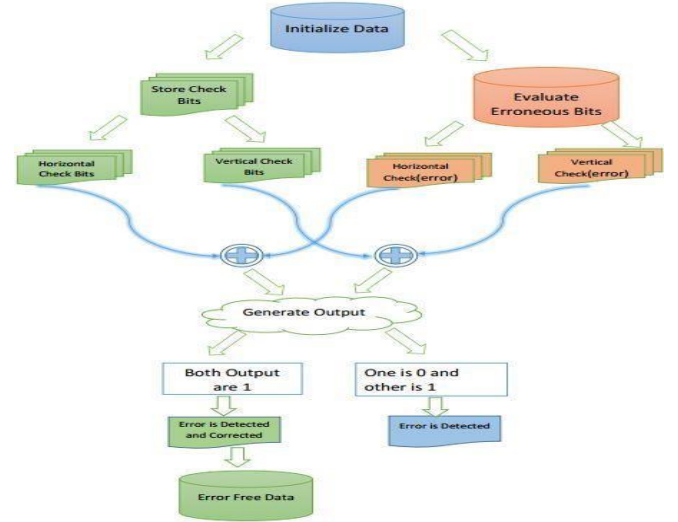 Initialize Data
Store Check
Bits
Evaluate
Erroneous Bits
Horizontal
Check Bits
Vertical Check
Bits
Horizontal
Check(error)
Vertical
Check(error)
Generate Output
Both Output
are 1
One is 0 and
other is 1
Error is Detected
and Corrected
Error is Detected
Error Free Data